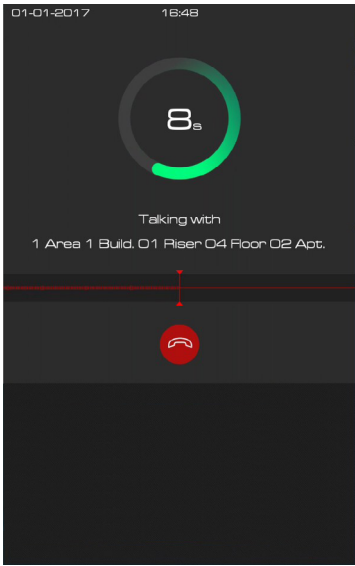 01-01-2017 16:48
8s
Talking with
1 Area 1 Build. 01 Riser 04 Floor 02 Apt.